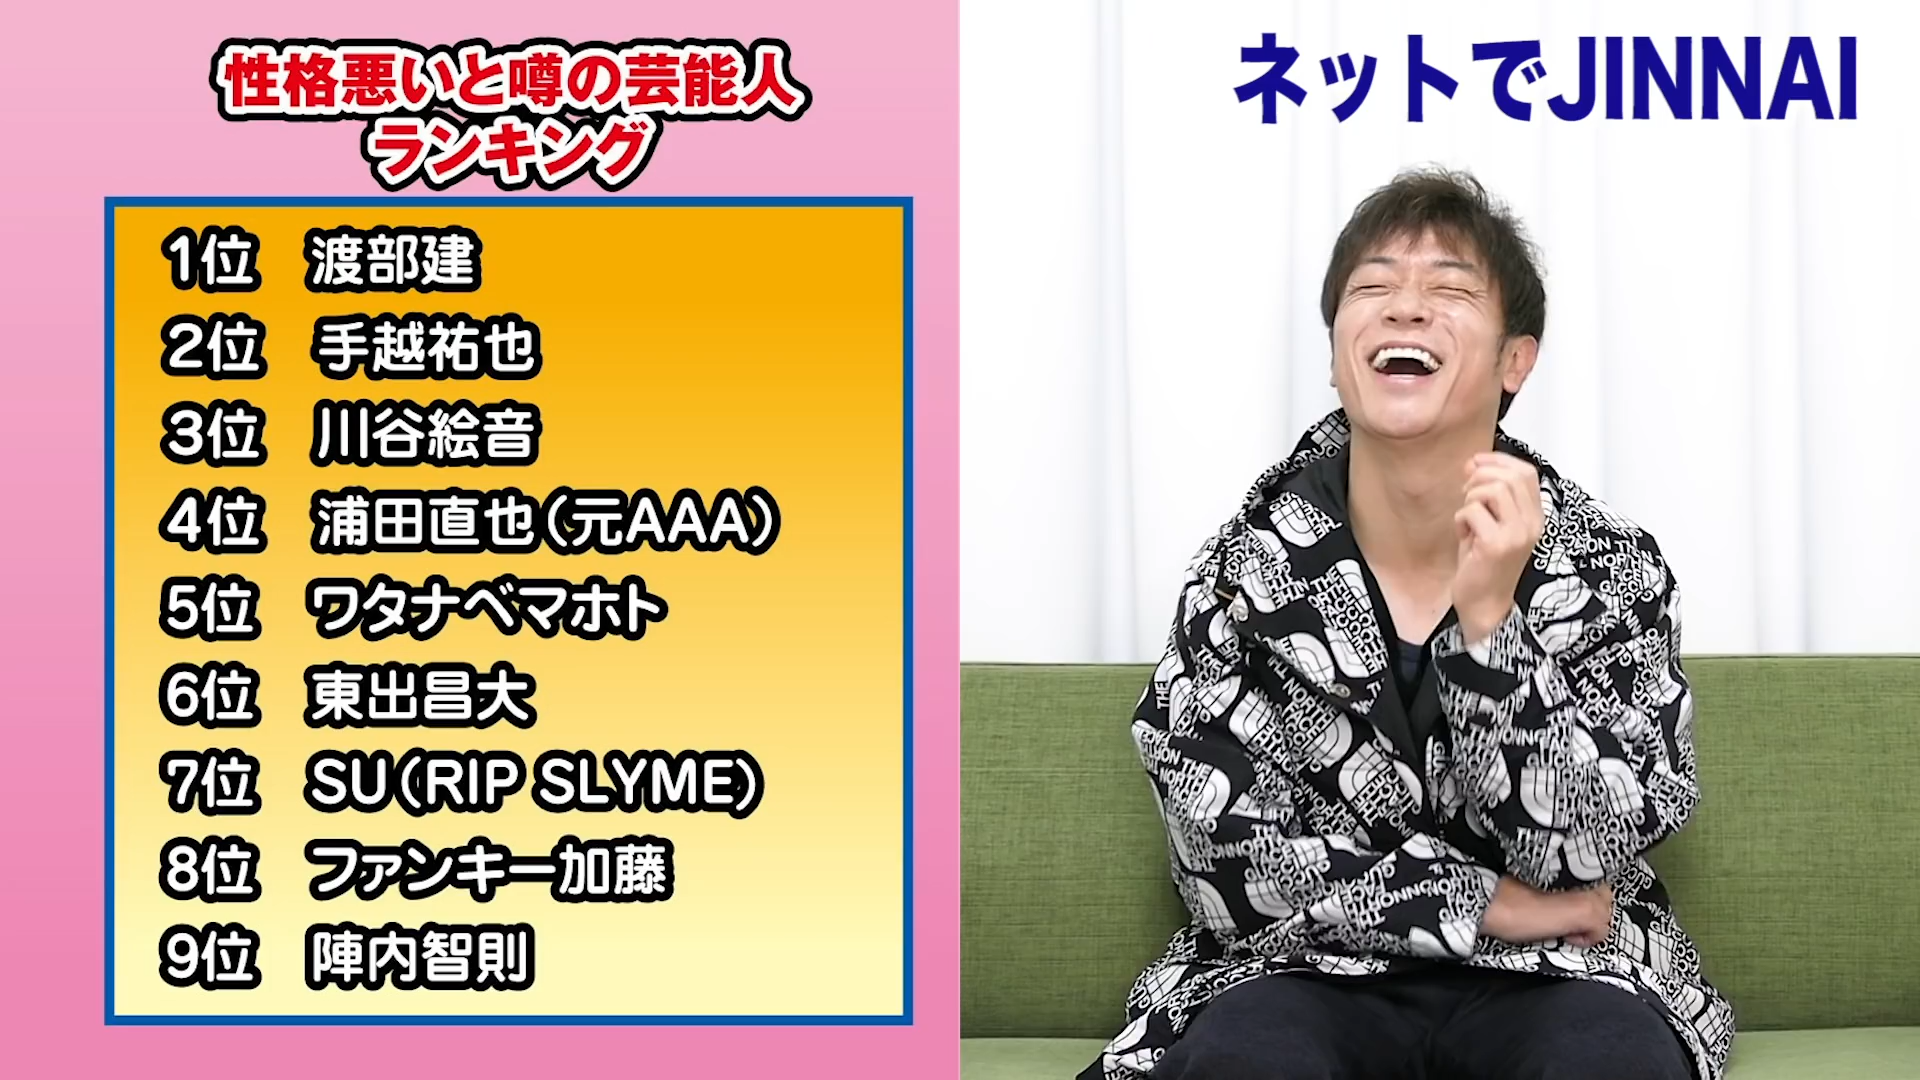 性格悪いと噂の芸能人
ランキング
1位 渡部建
2位 手越祐也
3位 川谷絵音
4位 浦田直也(元AAA)
5位 ワタナベマホト
6位 東出昌大
7位 SU(RIP SLYME)
8位 ファンキー加藤
9位 陣内智則
ネットでJINNAI
THE NORTH FACE
GUCCI